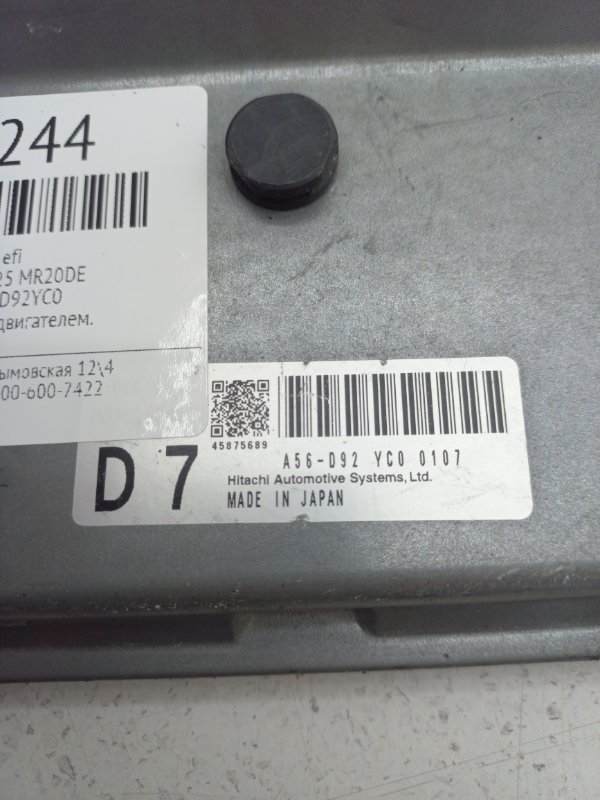 244
efi
25 MR20DE
D92YC0
двигателем.
ымовская 12\4
00-600-7422
45875689
D7
A56-D92 YC0 0107
Hitachi Automotive Systems, Ltd.
MADE IN JAPAN